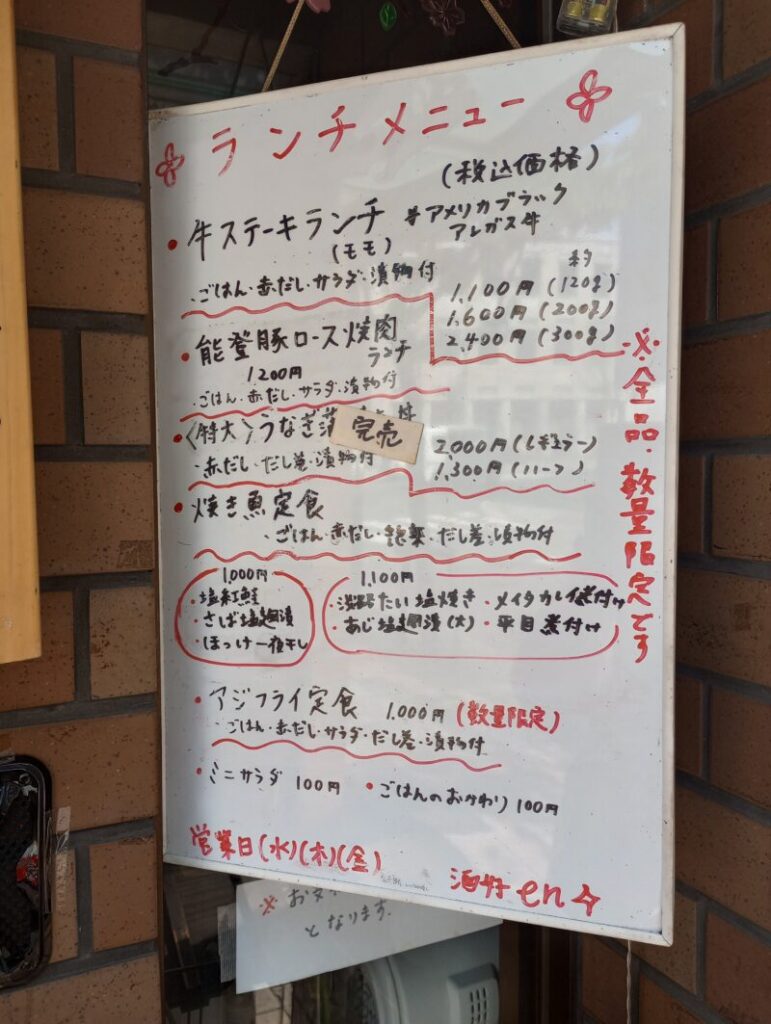 ランチメニュー
(税込価格)
・牛ステーキランチ
(モモ)
アメリカブラック
アンガス牛
・ごはん・赤だし・サラダ・漬物付
約
1,100円(120g)
1,600円(200g)
2,400円(300g)
・能登豚ロース焼肉
ランチ
1200円
・ごはん・赤だし・サラダ・漬物付
・〈特大〉うなぎ 丼
完売
・赤だし・だし巻・漬物付
2,000円(レギュラー)
1,300円(ハーフ)
・焼き魚定食
・ごはん・赤だし・だし巻・漬物付
1,000円
・塩紅鮭
・さば塩麹漬
・ほっけ一夜干し
1,100円
・淡路たい塩焼き・メイタカレイ煮付け
・あじ塩麹漬(大)・平目煮付け
・アジフライ定食 1,000円(数量限定)
・ごはん・赤だし・サラダ・だし巻・漬物付
・ミニサラダ 100円 ・ごはんのおかわり 100円
※全品・数量限定です
営業日(水)(木)(金)
酒好en
※お
となります.